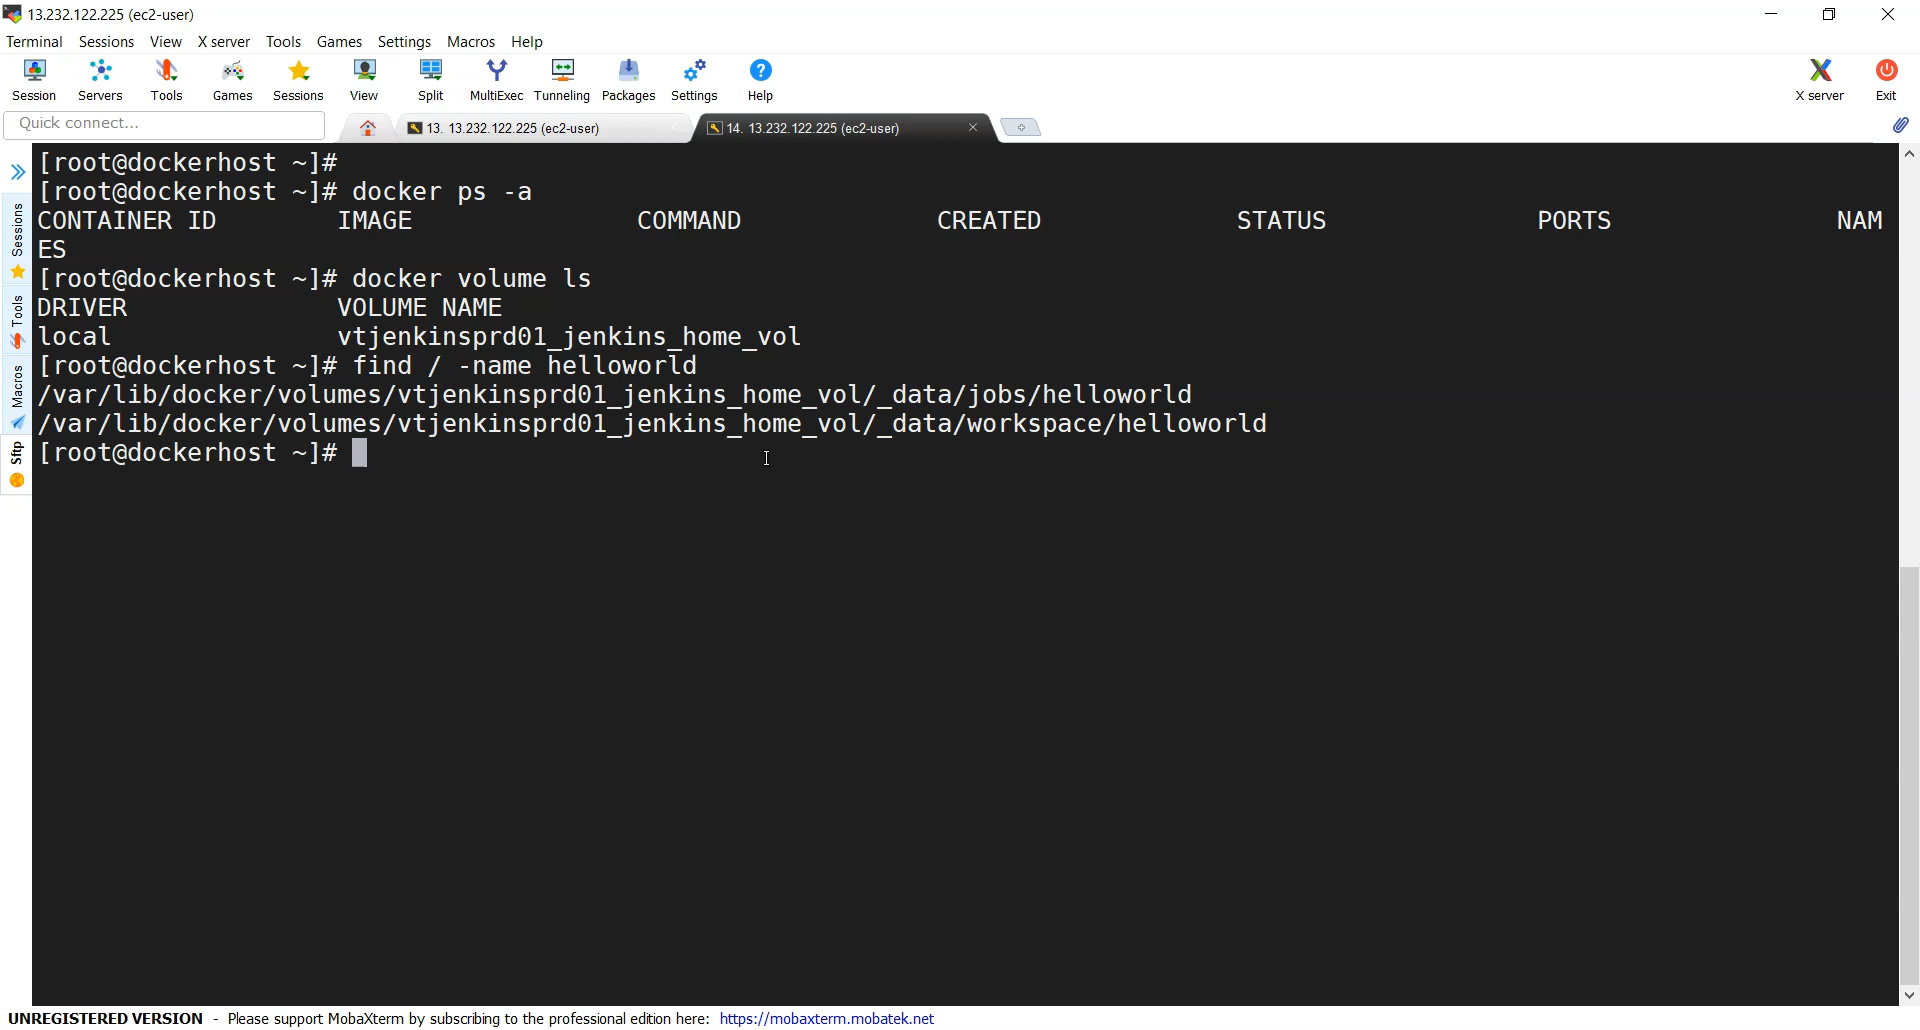 13.232.122.225 (ec2-user)
Terminal Sessions View X server Tools Games Settings Macros Help
Session Servers Tools Games Sessions View Split MultiExec Tunneling Packages Settings Help X server Exit
Quick connect...
13. 13.232.122.225 (ec2-user)
14. 13.232.122.225 (ec2-user)
Sessions
Tools
Macros
Sftp
[root@dockerhost ~]#
[root@dockerhost ~]# docker ps -a
CONTAINER ID IMAGE COMMAND CREATED STATUS PORTS NAM
ES
[root@dockerhost ~]# docker volume ls
DRIVER VOLUME NAME
local vtjenkinsprd01_jenkins_home_vol
[root@dockerhost ~]# find / -name helloworld
/var/lib/docker/volumes/vtjenkinsprd01_jenkins_home_vol/_data/jobs/helloworld
/var/lib/docker/volumes/vtjenkinsprd01_jenkins_home_vol/_data/workspace/helloworld
[root@dockerhost ~]#
UNREGISTERED VERSION - Please support MobaXterm by subscribing to the professional edition here: https://mobaxterm.mobatek.net